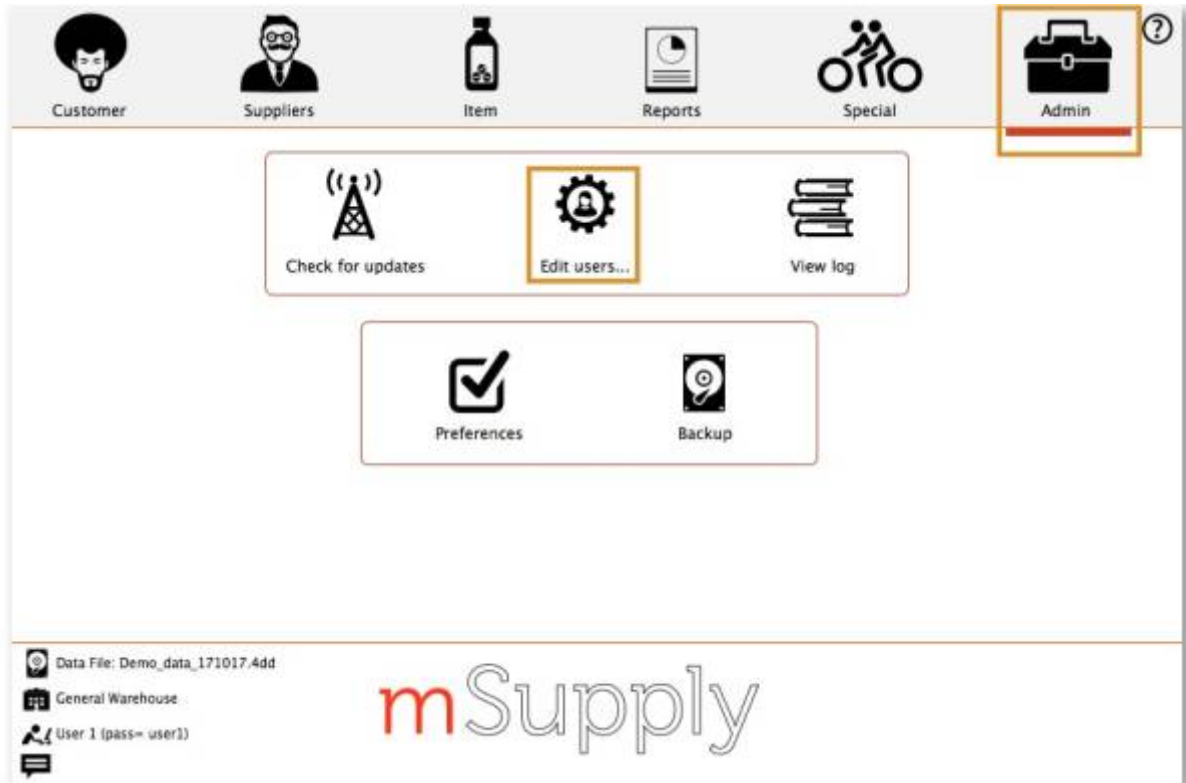 Customer Suppliers Item Reports Special Admin ?
Check for updates Edit users... View log
Preferences Backup
Data File: Demo_data_171017.4dd
General Warehouse
User 1 (pass= user1)
mSupply